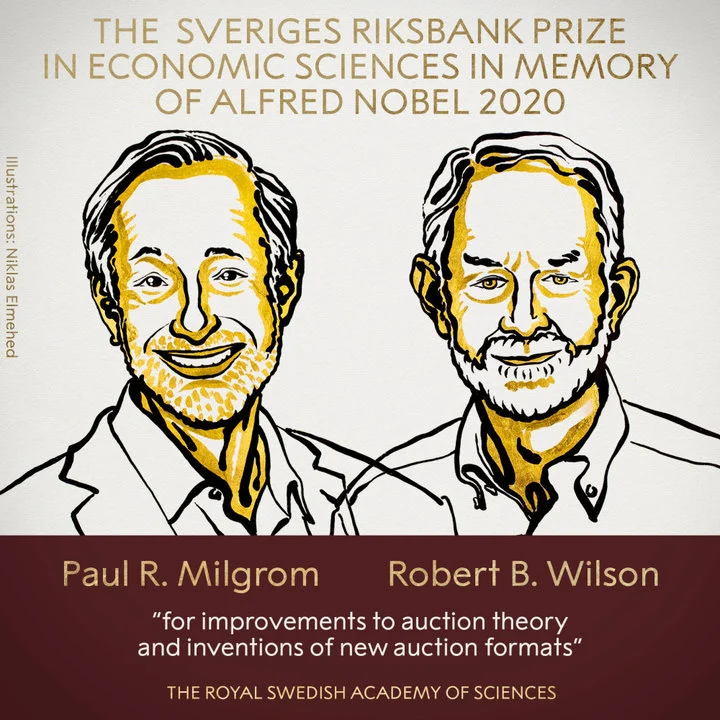 THE SVERIGES RIKSBANK PRIZE
IN ECONOMIC SCIENCES IN MEMORY
OF ALFRED NOBEL 2020
Illustrations: Niklas Elmehed
Paul R. Milgrom
Robert B. Wilson
“for improvements to auction theory
and inventions of new auction formats”
THE ROYAL SWEDISH ACADEMY OF SCIENCES